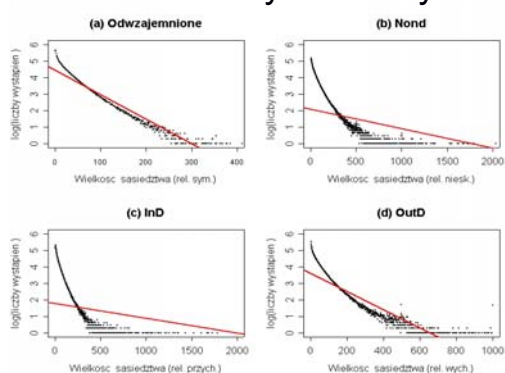 (a) Odwzajemnione
log(liczby wystapien )
0 1 2 3 4 5 6
0 100 200 300 400
Wielkosc sasiedztwa (rel. sym.)
(b) Nond
log(liczby wystapien )
0 1 2 3 4 5 6
0 500 1000 1500 2000
Wielkosc sasiedztwa (rel. niesk.)
(c) InD
log(liczby wystapien )
0 1 2 3 4 5 6
0 500 1000 1500 2000
Wielkosc sasiedztwa (rel. przych.)
(d) OutD
log(liczby wystapien )
0 1 2 3 4 5 6
0 200 400 600 800 1000
Wielkosc sasiedztwa (rel. wych.)